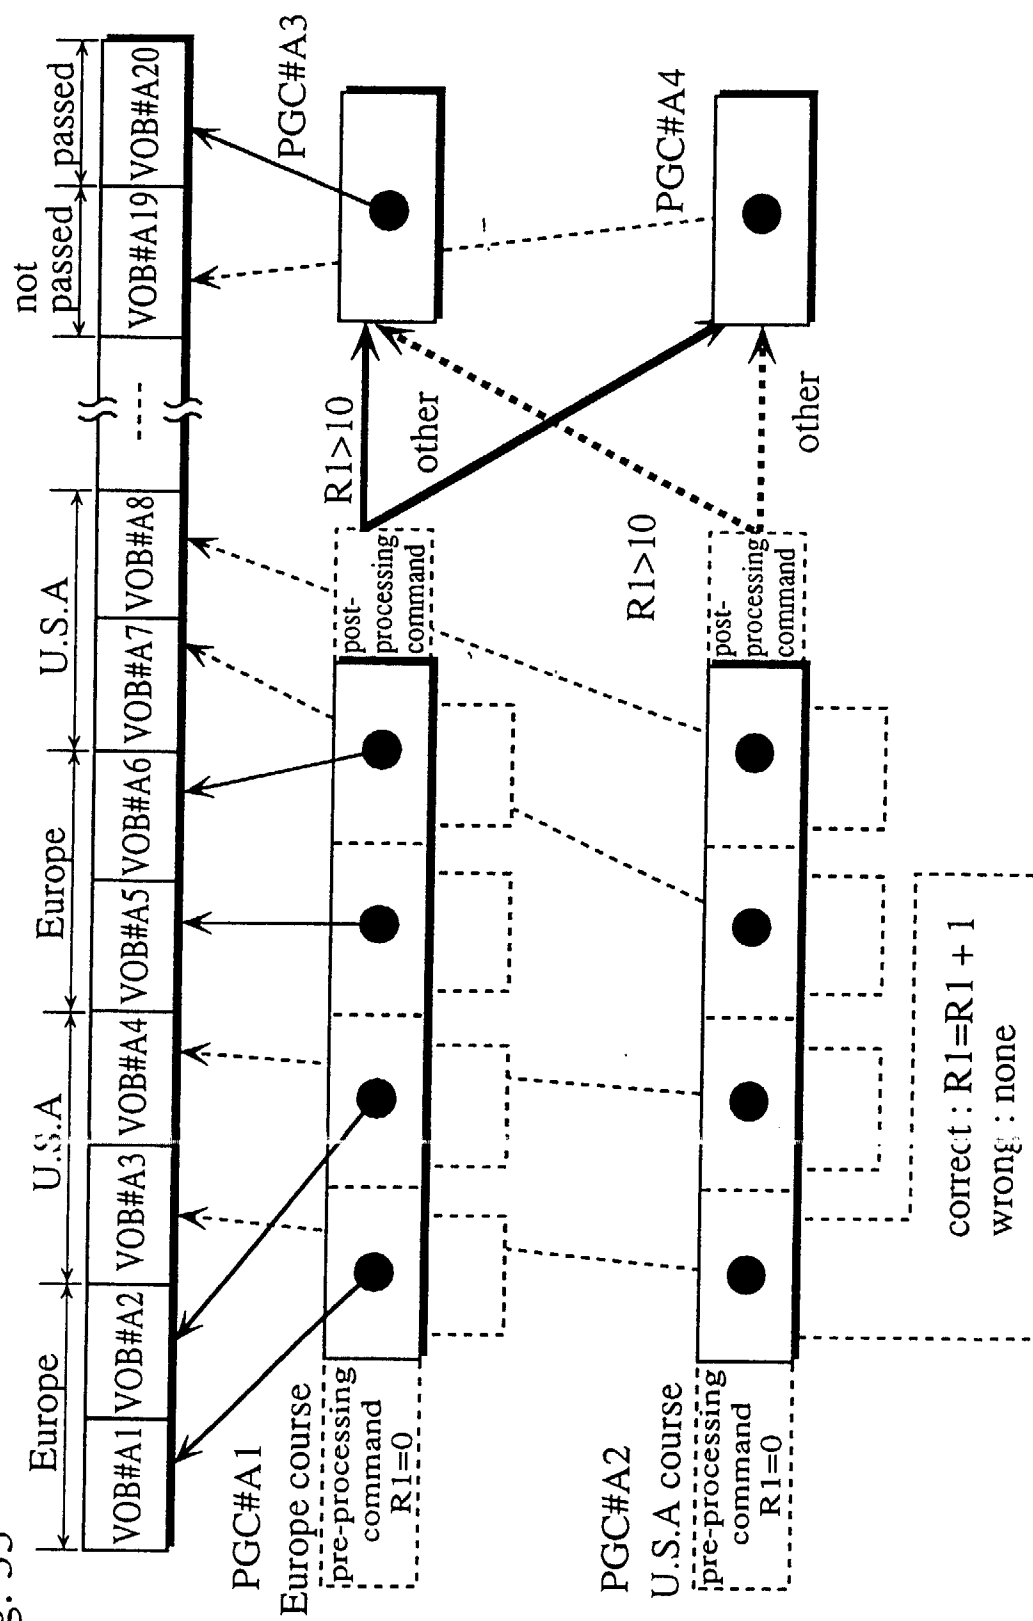 g. 55
Europe
U.S.A
Europe
U.S.A
not
passed
passed
VOB#A1
VOB#A2
VOB#A3
VOB#A4
VOB#A5
VOB#A6
VOB#A7
VOB#A8
VOB#A19
VOB#A20
PGC#A1
Europe course
pre-processing
command
R1=0
post-
processing
command
R1>10
other
PGC#A3
PGC#A2
U.S.A course
pre-processing
command
R1=0
post-
processing
command
R1>10
other
PGC#A4
correct : R1=R1 + 1
wrong : none